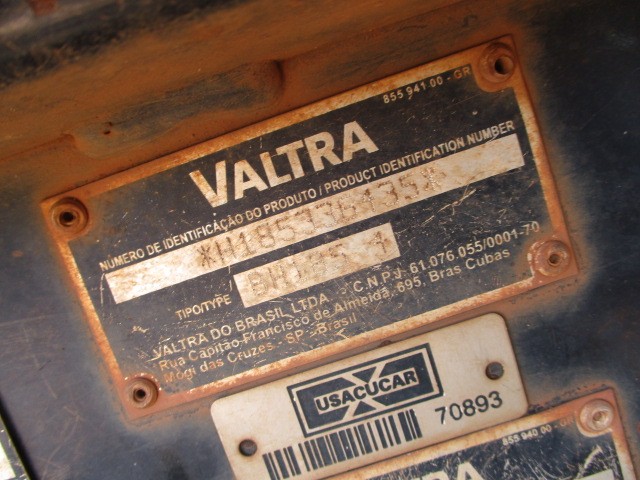 855 941 00 - GR
VALTRA
NÚMERO DE IDENTIFICAÇÃO DO PRODUTO / PRODUCT IDENTIFICATION NUMBER
TIPO/TYPE
VALTRA DO BRASIL LTDA C.N.P.J. 61.076.055/0001-70
Rua Capitão Francisco de Almeida, 695, Bras Cubas
Mogi das Cruzes - SP - Brasil
USACUCAR
70893
855 940 00 - GR
VALTRA